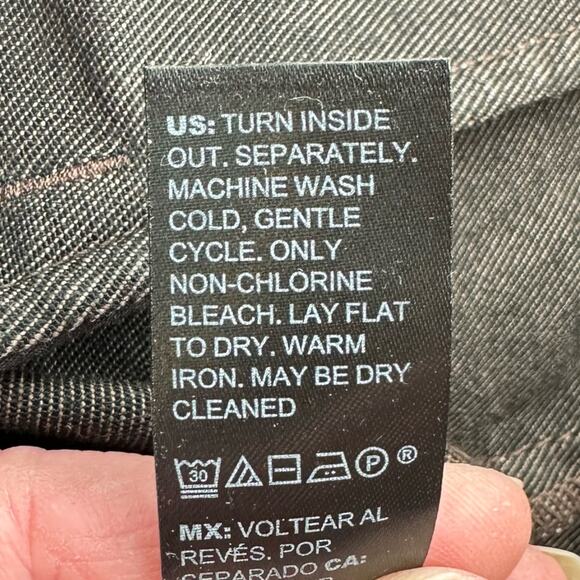 US: TURN INSIDE
OUT. SEPARATELY.
MACHINE WASH
COLD, GENTLE
CYCLE. ONLY
NON-CHLORINE
BLEACH. LAY FLAT
TO DRY. WARM
IRON. MAY BE DRY
CLEANED
30 P ®
MX: VOLTEAR AL
REVÉS. POR
SEPARADO CA: